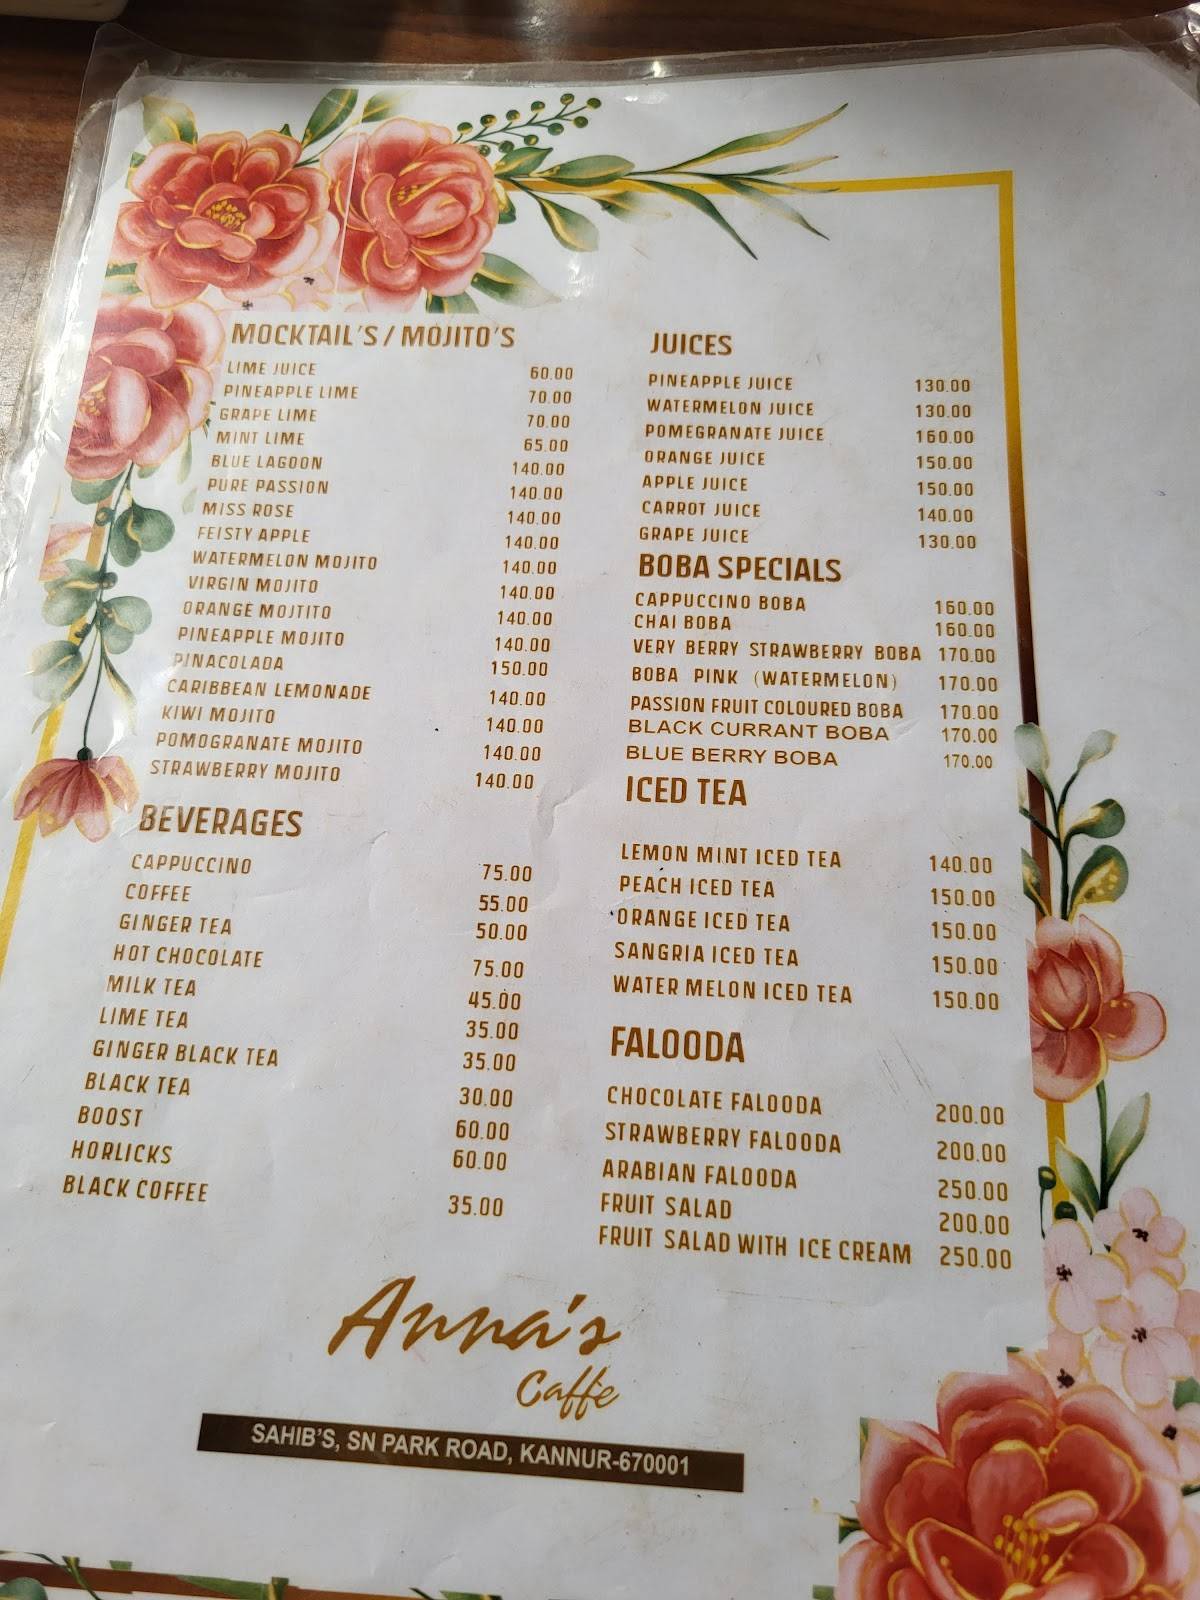 MOCKTAIL'S / MOJITO'S
LIME JUICE 60.00
PINEAPPLE LIME 70.00
GRAPE LIME 70.00
MINT LIME 65.00
BLUE LAGOON 140.00
PURE PASSION 140.00
MISS ROSE 140.00
FEISTY APPLE 140.00
WATERMELON MOJITO 140.00
VIRGIN MOJITO 140.00
ORANGE MOJTITO 140.00
PINEAPPLE MOJITO 140.00
PINACOLADA 150.00
CARIBBEAN LEMONADE 140.00
KIWI MOJITO 140.00
POMOGRANATE MOJITO 140.00
STRAWBERRY MOJITO 140.00
BEVERAGES
CAPPUCCINO 75.00
COFFEE 55.00
GINGER TEA 50.00
HOT CHOCOLATE 75.00
MILK TEA 45.00
LIME TEA 35.00
GINGER BLACK TEA 35.00
BLACK TEA 30.00
BOOST 60.00
HORLICKS 60.00
BLACK COFFEE 35.00
JUICES
PINEAPPLE JUICE 130.00
WATERMELON JUICE 130.00
POMEGRANATE JUICE 160.00
ORANGE JUICE 150.00
APPLE JUICE 150.00
CARROT JUICE 140.00
GRAPE JUICE 130.00
BOBA SPECIALS
CAPPUCCINO BOBA 160.00
CHAI BOBA 160.00
VERY BERRY STRAWBERRY BOBA 170.00
BOBA PINK (WATERMELON) 170.00
PASSION FRUIT COLOURED BOBA 170.00
BLACK CURRANT BOBA 170.00
BLUE BERRY BOBA 170.00
ICED TEA
LEMON MINT ICED TEA 140.00
PEACH ICED TEA 150.00
ORANGE ICED TEA 150.00
SANGRIA ICED TEA 150.00
WATER MELON ICED TEA 150.00
FALOODA
CHOCOLATE FALOODA 200.00
STRAWBERRY FALOODA 200.00
ARABIAN FALOODA 250.00
FRUIT SALAD 200.00
FRUIT SALAD WITH ICE CREAM 250.00
Anna's
Caffe
SAHIB'S, SN PARK ROAD, KANNUR-670001